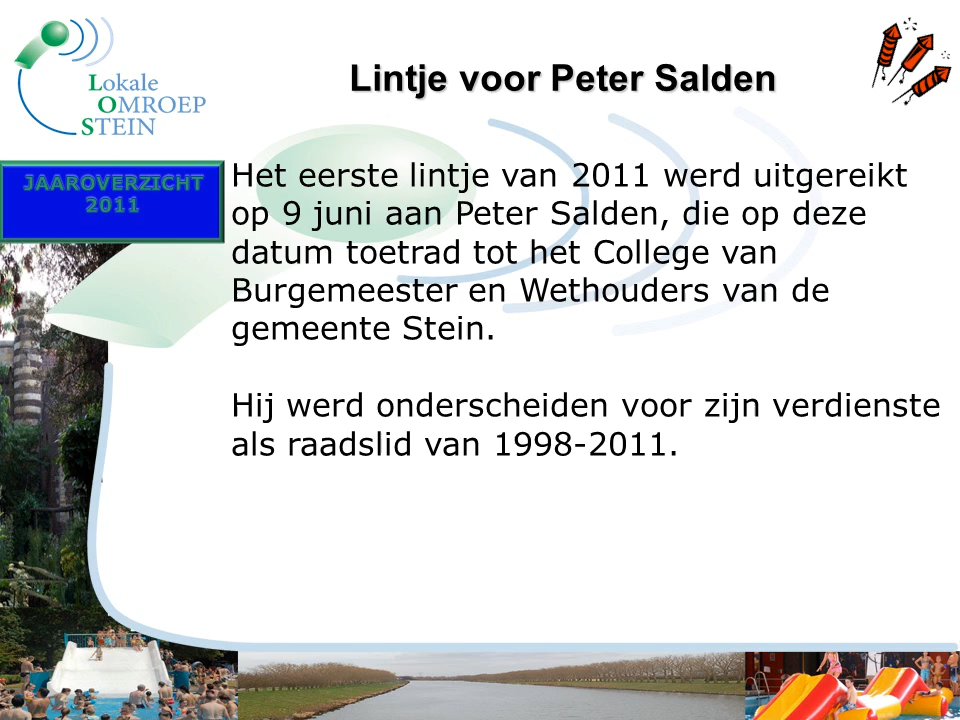 Lokale
OMROEP
STEIN
Lintje voor Peter Salden
JAAROVERZICHT
2011
Het eerste lintje van 2011 werd uitgereikt
op 9 juni aan Peter Salden, die op deze
datum toetrad tot het College van
Burgemeester en Wethouders van de
gemeente Stein.
Hij werd onderscheiden voor zijn verdienste
als raadslid van 1998-2011.